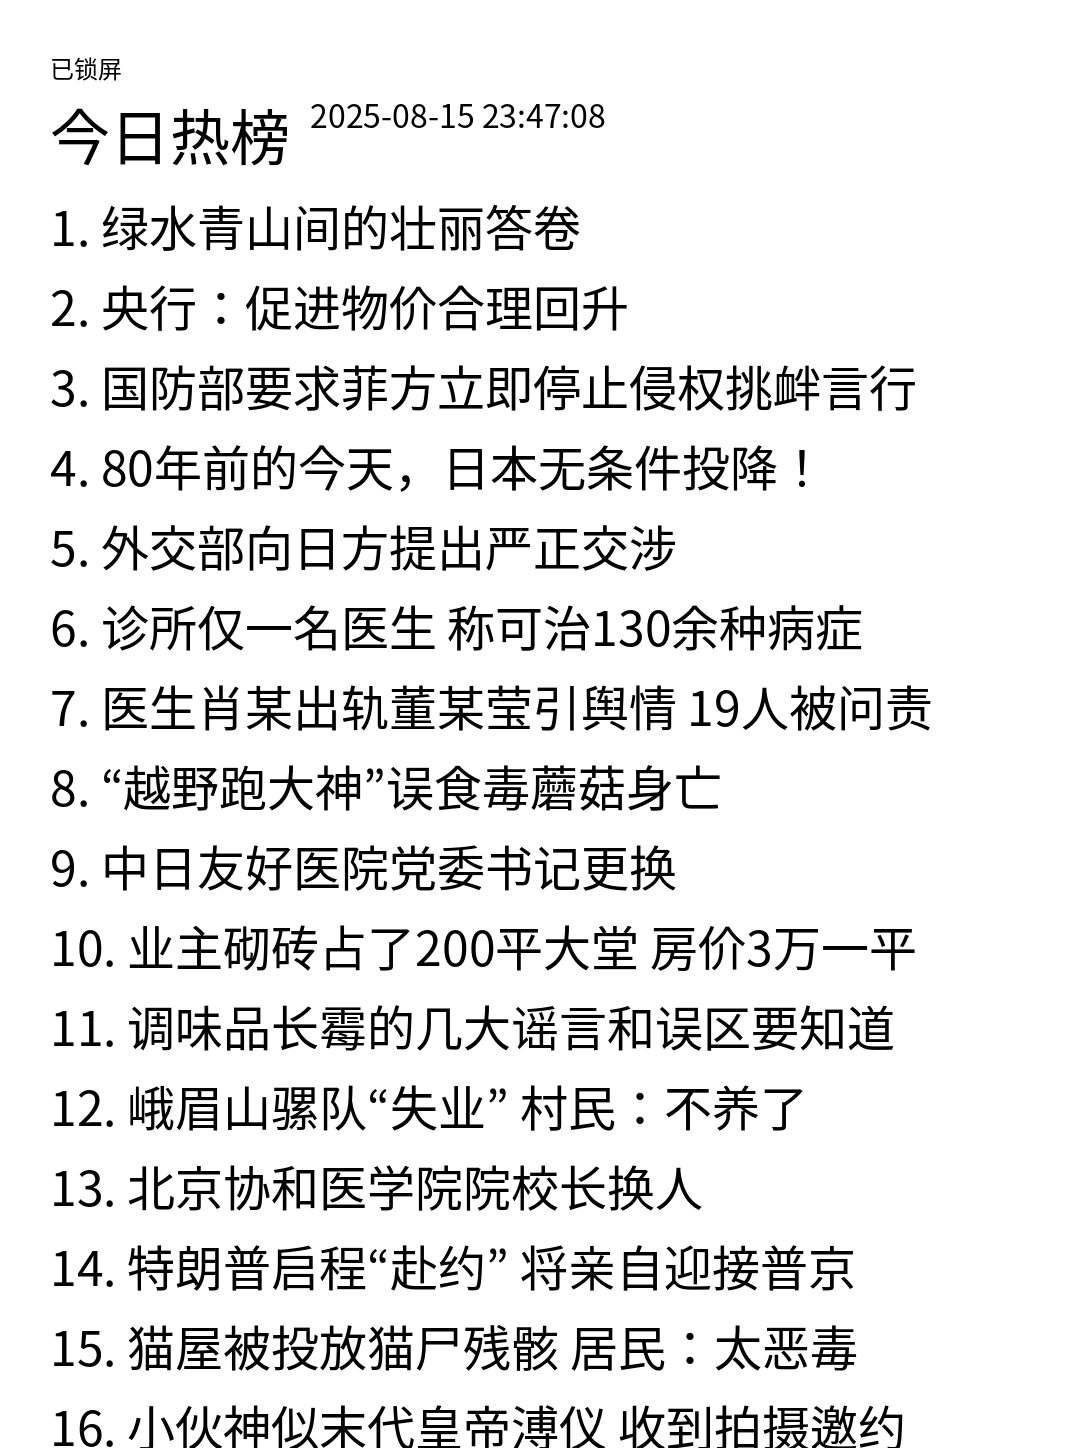 已锁屏
今日热榜 2025-08-15 23:47:08
1. 绿水青山间的壮丽答卷
2. 央行：促进物价合理回升
3. 国防部要求菲方立即停止侵权挑衅言行
4. 80年前的今天，日本无条件投降！
5. 外交部向日方提出严正交涉
6. 诊所仅一名医生 称可治130余种病症
7. 医生肖某出轨董某莹引舆情 19人被问责
8. “越野跑大神”误食毒蘑菇身亡
9. 中日友好医院党委书记更换
10. 业主砌砖占了200平大堂 房价3万一平
11. 调味品长霉的几大谣言和误区要知道
12. 峨眉山骡队“失业” 村民：不养了
13. 北京协和医学院院校长换人
14. 特朗普启程“赴约” 将亲自迎接普京
15. 猫屋被投放猫尸残骸 居民：太恶毒
16. 小伙神似末代皇帝溥仪 收到拍摄邀约